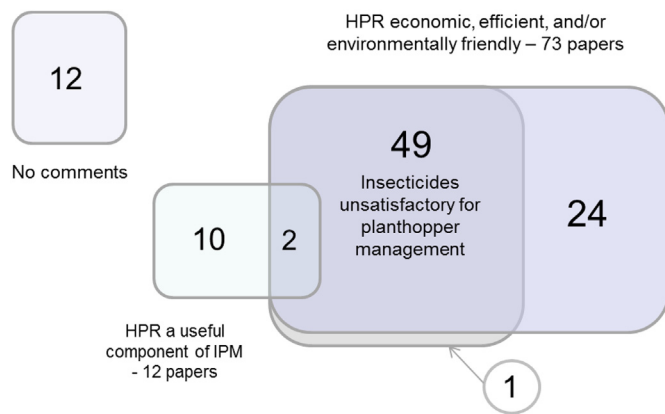 HPR economic, efficient, and/or
environmentally friendly – 73 papers
12
No comments
49
Insecticides
unsatisfactory for
planthopper
management
24
10
2
HPR a useful
component of IPM
- 12 papers
1